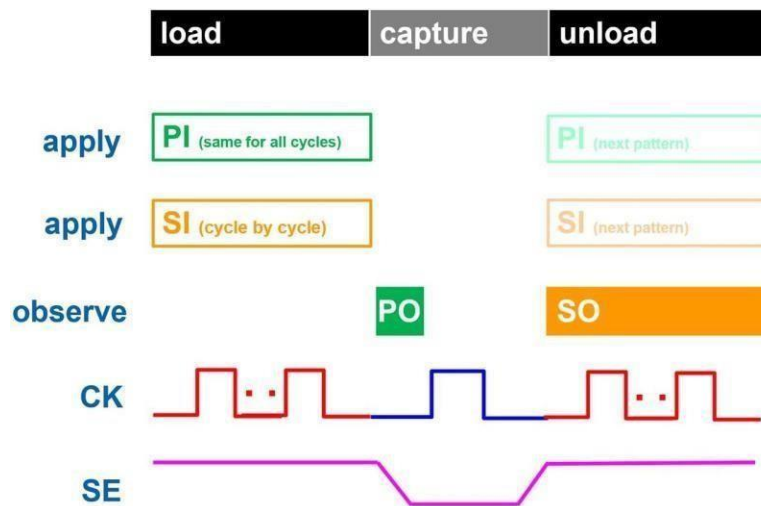 load capture unload
apply PI (same for all cycles) PI (next pattern)
apply SI (cycle by cycle) SI (next pattern)
observe PO SO
CK
SE